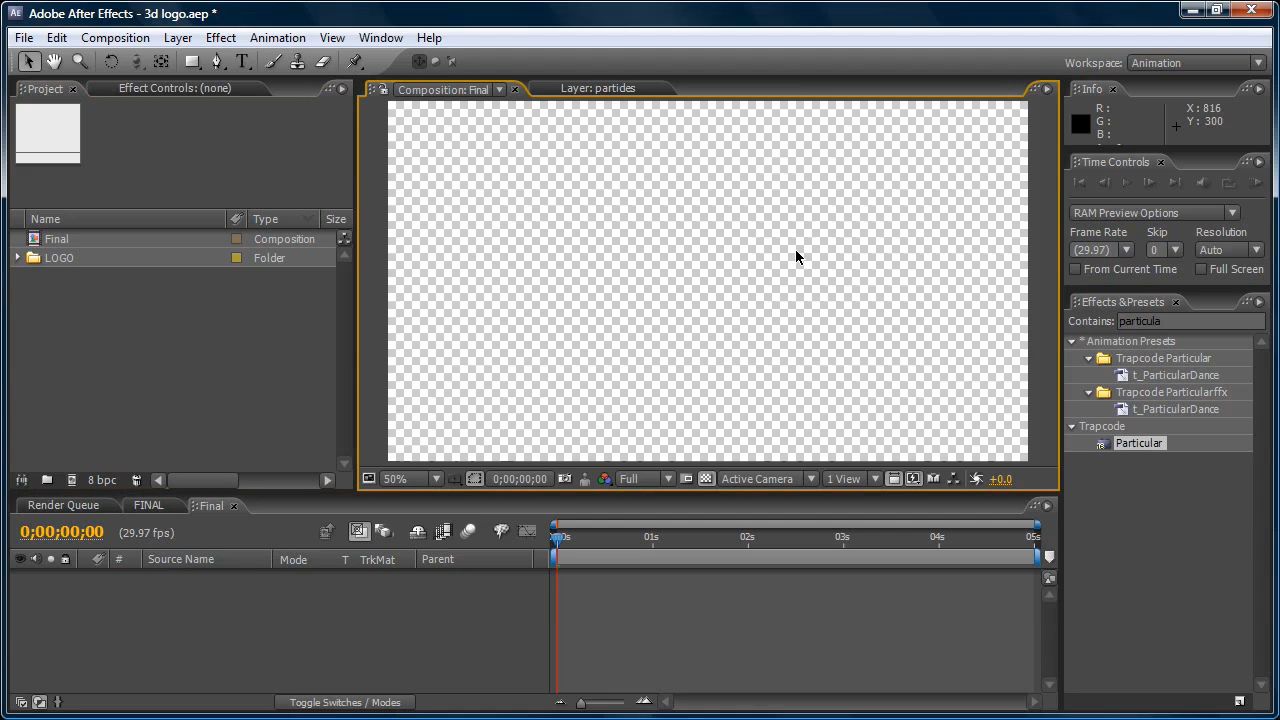 Ae Adobe After Effects - 3d logo.aep *
File Edit Composition Layer Effect Animation View Window Help
T Workspace: Animation
Project Effect Controls: (none)
Composition: Final Layer: partides
Info
R: X: 816
G: Y: 300
B:
Time Controls
RAM Preview Options
Frame Rate Skip Resolution
(29.97) 0 Auto
From Current Time Full Screen
Name Type Size
Final Composition
LOGO Folder
Effects &Presets
Contains: particula
* Animation Presets
Trapcode Particular
t_ParticularDance
Trapcode Particularffx
t_ParticularDance
Trapcode
Particular
8 bpc
50% 0;00;00;00 Full Active Camera 1 View +0.0
Render Queue FINAL Final
0;00;00;00 (29.97 fps)
01s 02s 03s 04s 05s
# Source Name Mode T TrkMat Parent
Toggle Switches / Modes